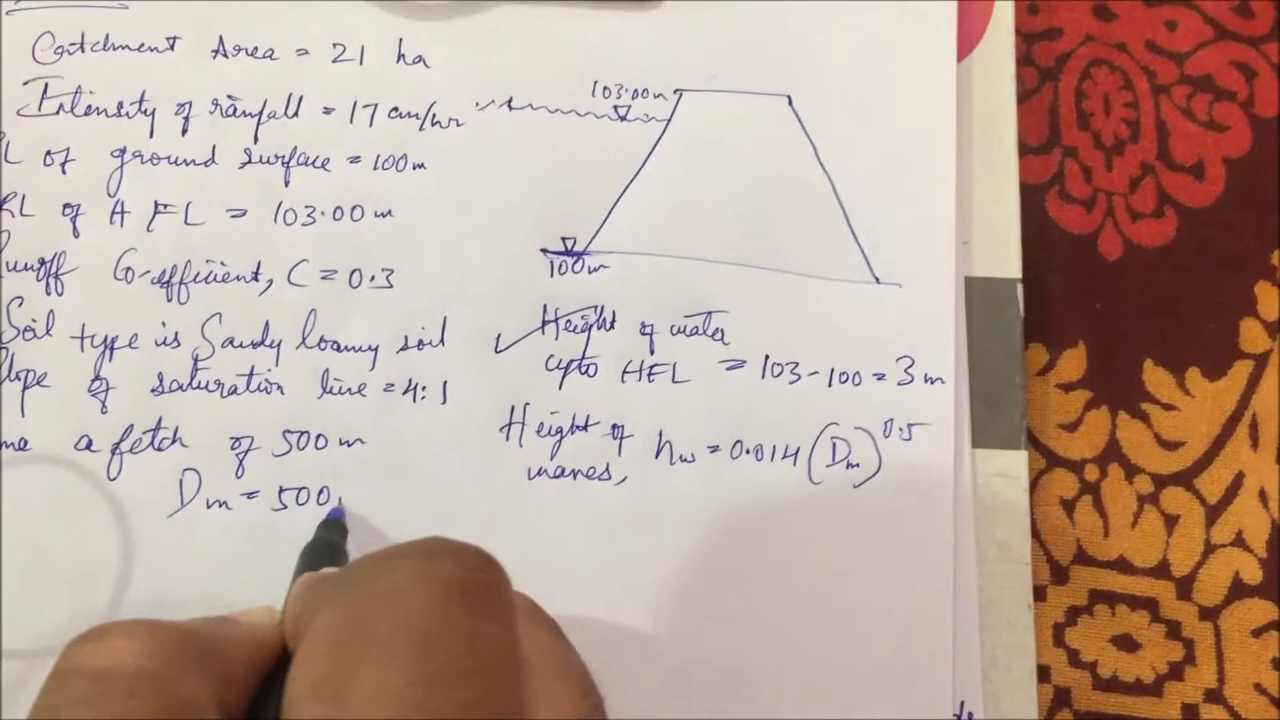 Catchment Area = 21 ha
Intensity of rainfall = 17 cm/hr
L of ground surface = 100m
RL of HFL = 103.00 m
Runoff Co-efficient, C = 0.3
Soil type is Sandy loamy soil
Slope of saturation line = 4:1
me a fetch of 500 m
Dm = 500
103.00m
100m
Height of water
upto HFL = 103-100 = 3 m
Height of waves, hw = 0.014 (Dm)^0.5